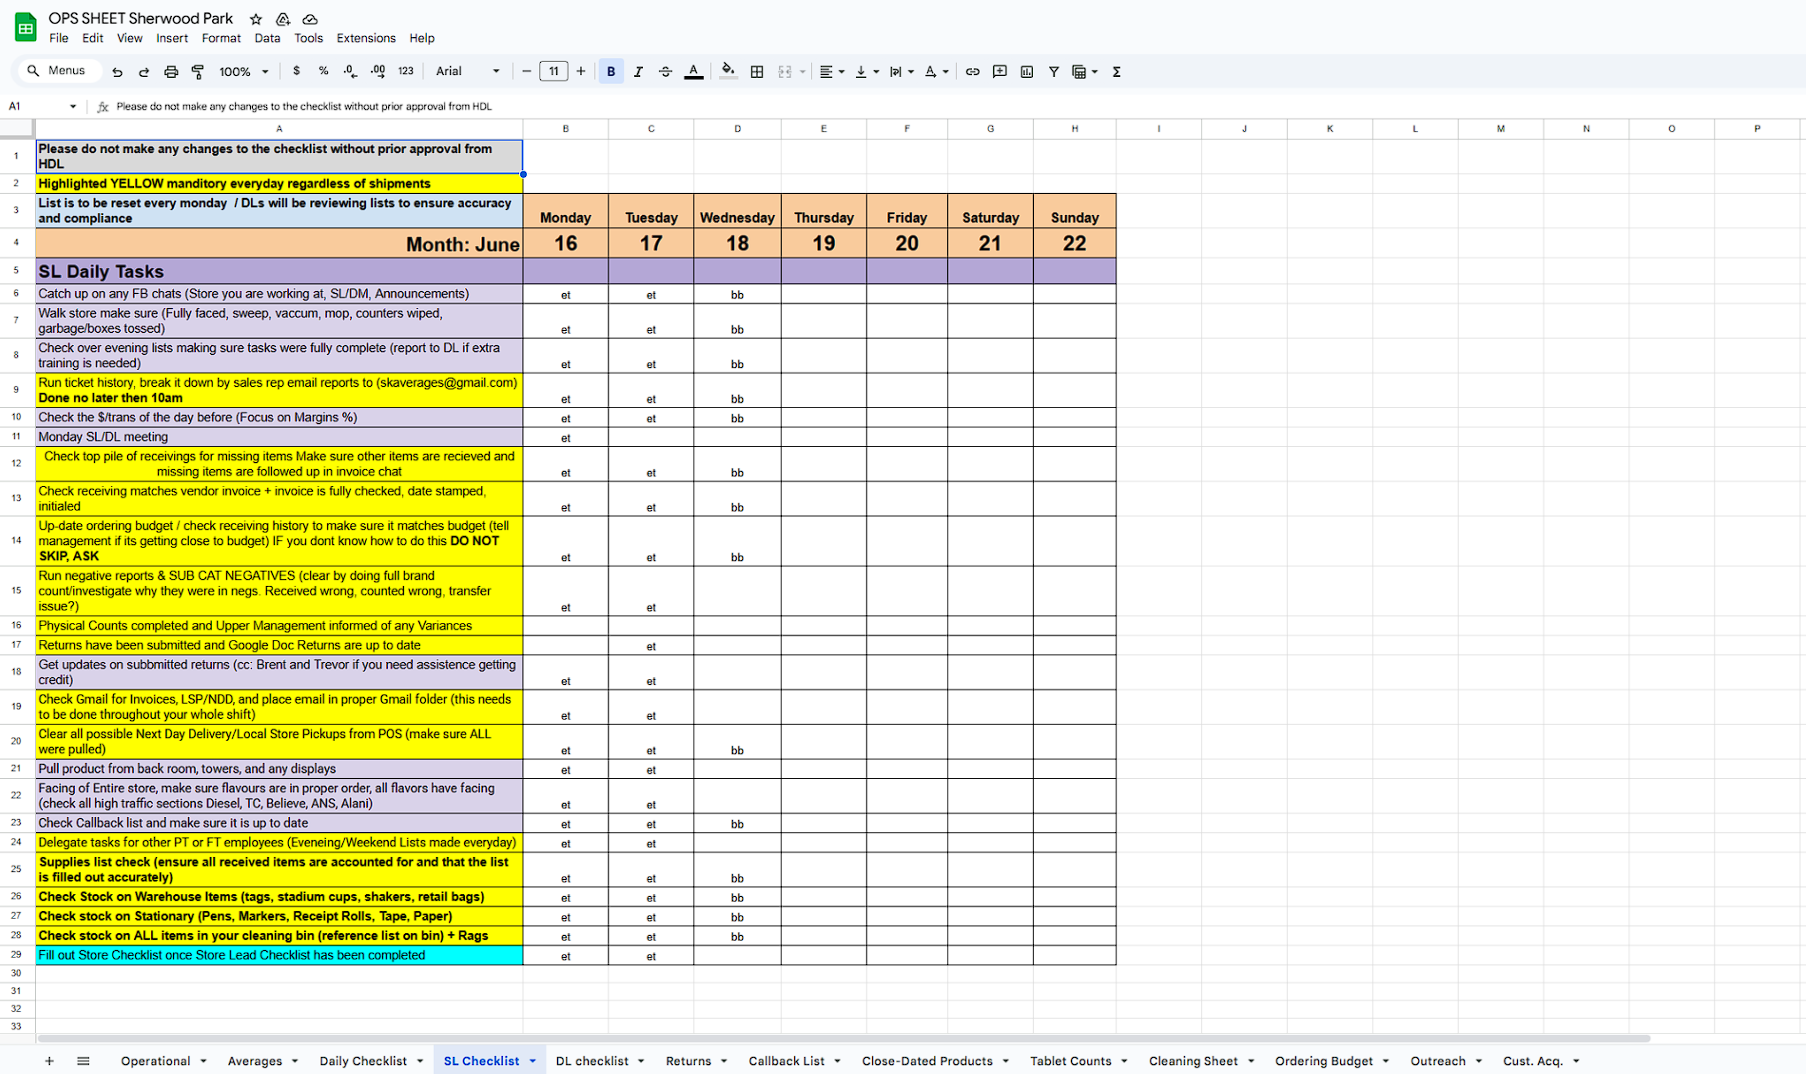 OPS SHEET Sherwood Park
File Edit View Insert Format Data Tools Extensions Help
Menus 100% $ % .0 .00 123 Arial 11 B I S A Σ
A1 fx Please do not make any changes to the checklist without prior approval from HDL
A B C D E F G H I J K L M N O P
1 Please do not make any changes to the checklist without prior approval from
HDL
2 Highlighted YELLOW manditory everyday regardless of shipments
3 List is to be reset every monday / DLs will be reviewing lists to ensure accuracy
and compliance Monday Tuesday Wednesday Thursday Friday Saturday Sunday
4 Month: June 16 17 18 19 20 21 22
5 SL Daily Tasks
6 Catch up on any FB chats (Store you are working at, SL/DM, Announcements) et et bb
7 Walk store make sure (Fully faced, sweep, vaccum, mop, counters wiped,
garbage/boxes tossed) et et bb
8 Check over evening lists making sure tasks were fully complete (report to DL if extra
training is needed) et et bb
9 Run ticket history, break it down by sales rep email reports to (skaverages@gmail.com)
Done no later then 10am et et bb
10 Check the $/trans of the day before (Focus on Margins %) et et bb
11 Monday SL/DL meeting et
12 Check top pile of receivings for missing items Make sure other items are recieved and
missing items are followed up in invoice chat et et bb
13 Check receiving matches vendor invoice + invoice is fully checked, date stamped,
initialed et et bb
14 Up-date ordering budget / check receiving history to make sure it matches budget (tell
management if its getting close to budget) IF you dont know how to do this DO NOT
SKIP, ASK et et bb
15 Run negative reports & SUB CAT NEGATIVES (clear by doing full brand
count/investigate why they were in negs. Received wrong, counted wrong, transfer
issue?) et et
16 Physical Counts completed and Upper Management informed of any Variances
17 Returns have been submitted and Google Doc Returns are up to date et
18 Get updates on subbmitted returns (cc: Brent and Trevor if you need assistence getting
credit) et et
19 Check Gmail for Invoices, LSP/NDD, and place email in proper Gmail folder (this needs
to be done throughout your whole shift) et et
20 Clear all possible Next Day Delivery/Local Store Pickups from POS (make sure ALL
were pulled) et et bb
21 Pull product from back room, towers, and any displays et et
22 Facing of Entire store, make sure flavours are in proper order, all flavors have facing
(check all high traffic sections Diesel, TC, Believe, ANS, Alani) et et
23 Check Callback list and make sure it is up to date et et bb
24 Delegate tasks for other PT or FT employees (Eveneing/Weekend Lists made everyday) et et
25 Supplies list check (ensure all received items are accounted for and that the list
is filled out accurately) et et bb
26 Check Stock on Warehouse Items (tags, stadium cups, shakers, retail bags) et et bb
27 Check stock on Stationary (Pens, Markers, Receipt Rolls, Tape, Paper) et et bb
28 Check stock on ALL items in your cleaning bin (reference list on bin) + Rags et et bb
29 Fill out Store Checklist once Store Lead Checklist has been completed et et
30
31
32
33
+ Operational Averages Daily Checklist SL Checklist DL checklist Returns Callback List Close-Dated Products Tablet Counts Cleaning Sheet Ordering Budget Outreach Cust. Acq.